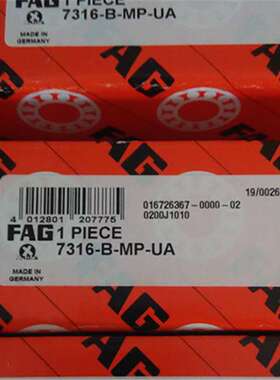 FAG 1 PIECE
MADE IN
GERMANY
7316-B-MP-UA
FAG
4 012801 207775
016726367-0000-02
0200J1010
19/0026
FAG 1 PIECE
7316-B-MP-UA
MADE IN
GERMANY
FAG